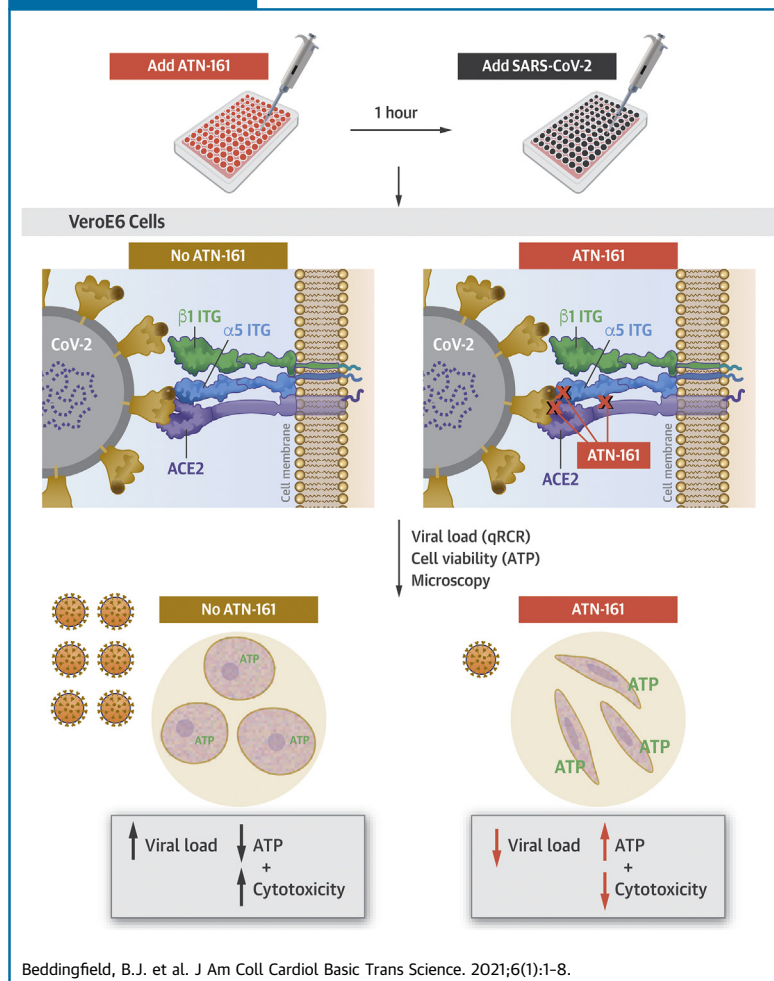 Add ATN-161
Add SARS-CoV-2
1 hour
VeroE6 Cells
No ATN-161
β1 ITG
α5 ITG
CoV-2
ACE2
Cell membrane
ATN-161
β1 ITG
α5 ITG
CoV-2
ATN-161
ACE2
Cell membrane
Viral load (qRCR)
Cell viability (ATP)
Microscopy
No ATN-161
ATP
ATP
ATP
ATN-161
ATP
ATP
ATP
Viral load
ATP
+
Cytotoxicity
Viral load
ATP
+
Cytotoxicity
Beddingfield, B.J. et al. J Am Coll Cardiol Basic Trans Science. 2021;6(1):1-8.